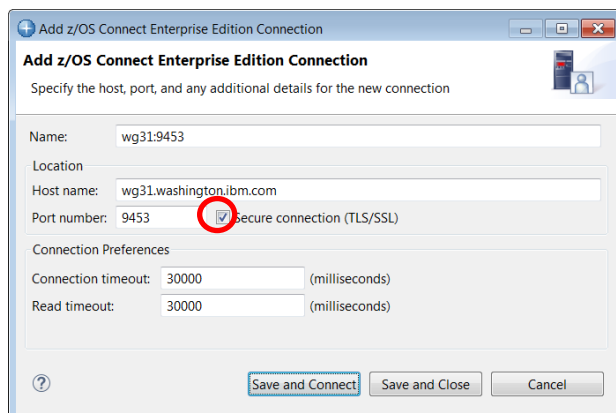 Add z/OS Connect Enterprise Edition Connection
Add z/OS Connect Enterprise Edition Connection
Specify the host, port, and any additional details for the new connection
Name: wg31:9453
Location
Host name: wg31.washington.ibm.com
Port number: 9453 Secure connection (TLS/SSL)
Connection Preferences
Connection timeout: 30000 (milliseconds)
Read timeout: 30000 (milliseconds)
? Save and Connect Save and Close Cancel